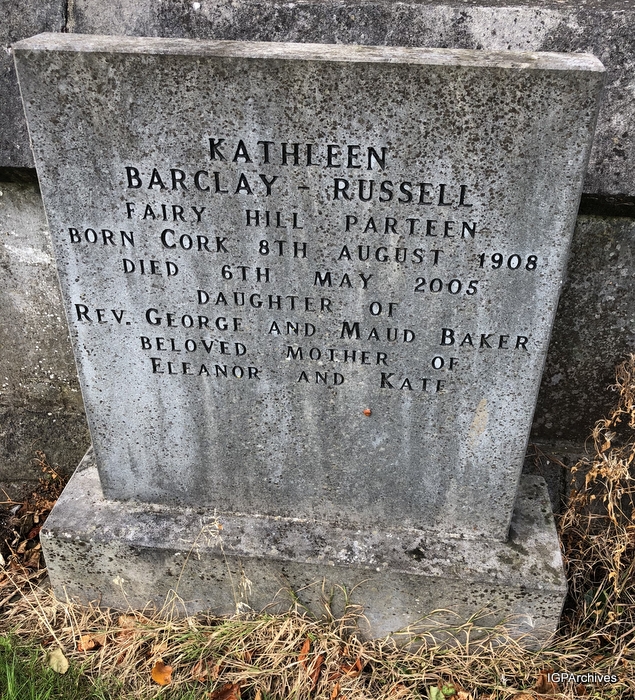 KATHLEEN
BARCLAY - RUSSELL
FAIRY HILL PARTEEN
BORN CORK 8TH AUGUST 1908
DIED 6TH MAY 2005
DAUGHTER OF
REV. GEORGE AND MAUD BAKER
BELOVED MOTHER OF
ELEANOR AND KATE
IGPArchives